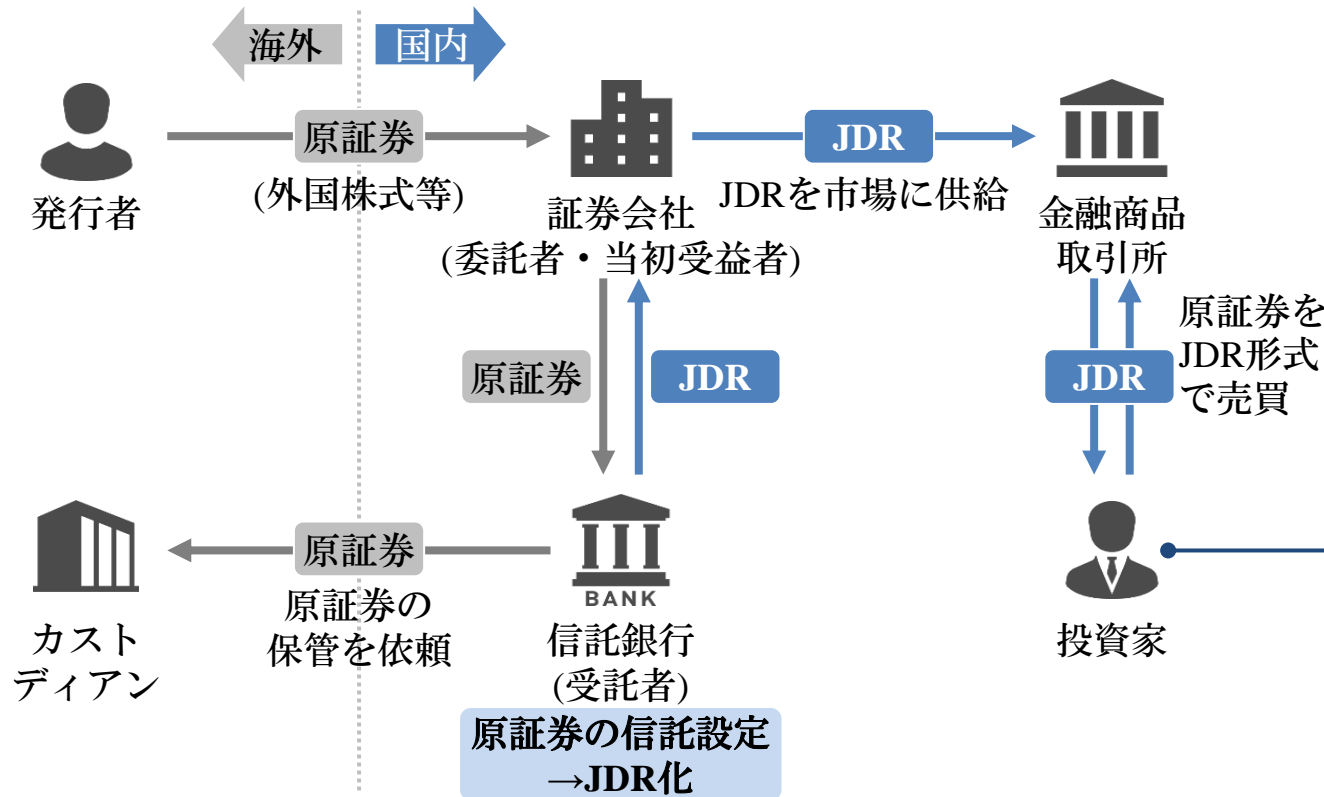 海外
国内
原証券
(外国株式等)
発行者
証券会社
(委託者・当初受益者)
JDR
JDRを市場に供給
金融商品
取引所
原証券
JDR
JDR
原証券を
JDR形式
で売買
原証券
原証券の
保管を依頼
カスト
ディアン
BANK
信託銀行
(受託者)
原証券の信託設定
→JDR化
投資家